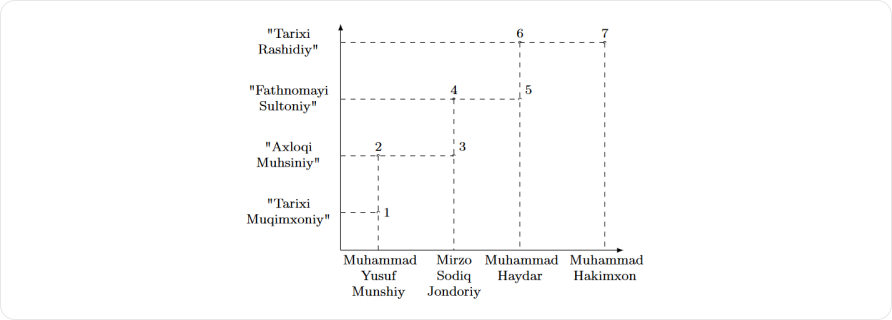 "Tarixi
Rashidiy"
6
7
"Fathnomayi
Sultoniy"
4
5
"Axloqi
Muhsiniy"
2
3
"Tarixi
Muqimxoniy"
1
Muhammad
Yusuf
Munshiy
Mirzo
Sodiq
Jondoriy
Muhammad
Haydar
Muhammad
Hakimxon